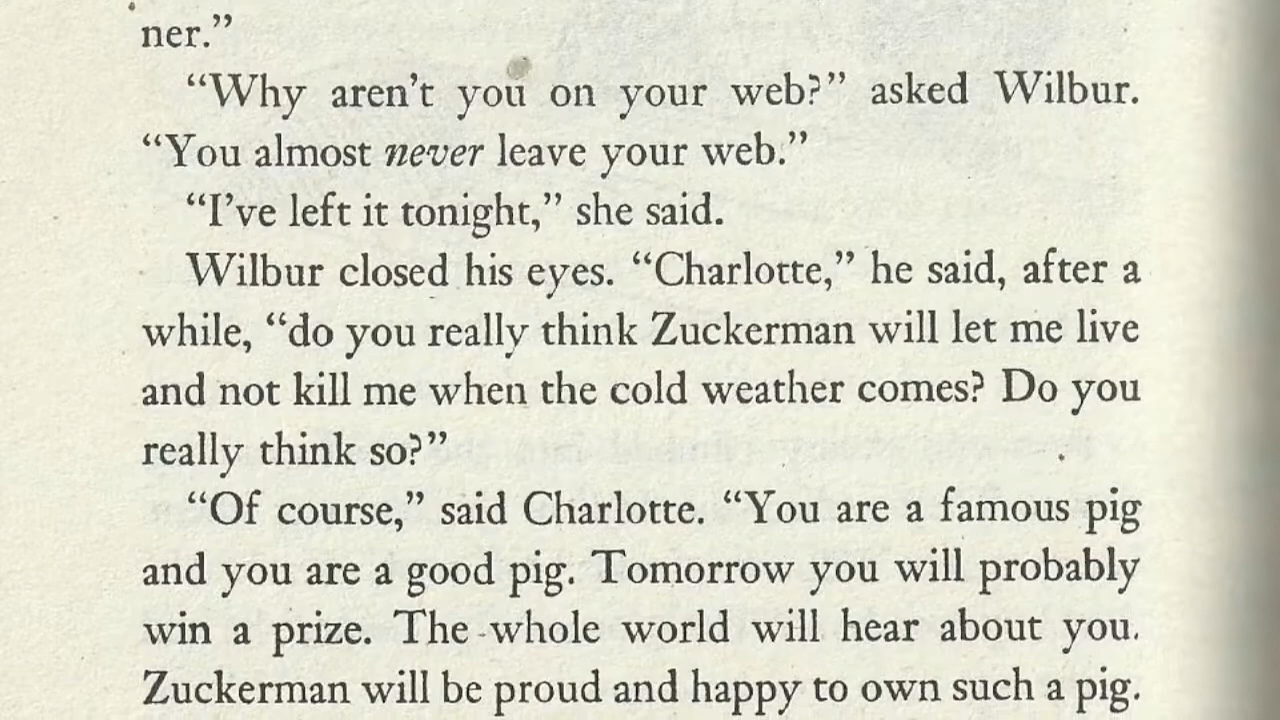 ner.”
“Why aren’t you on your web?” asked Wilbur.
“You almost never leave your web.”
“I’ve left it tonight,” she said.
Wilbur closed his eyes. “Charlotte,” he said, after a
while, “do you really think Zuckerman will let me live
and not kill me when the cold weather comes? Do you
really think so?”
“Of course,” said Charlotte. “You are a famous pig
and you are a good pig. Tomorrow you will probably
win a prize. The whole world will hear about you.
Zuckerman will be proud and happy to own such a pig.